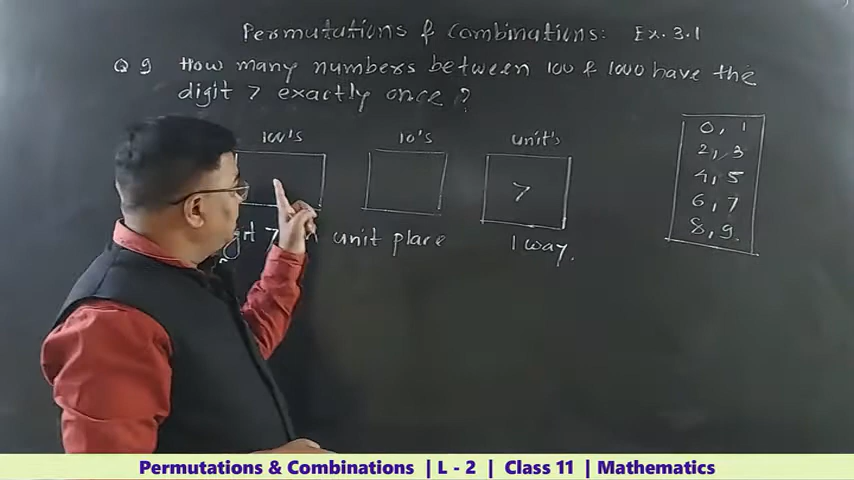 Permutations & Combinations: Ex. 3.1
Q 9 How many numbers between 100 & 1000 have the
digit 7 exactly once ?
100's 10's unit's
0, 1
2, 3
4, 5
6, 7
8, 9.
7
7 unit place 1 way.
Permutations & Combinations | L - 2 | Class 11 | Mathematics